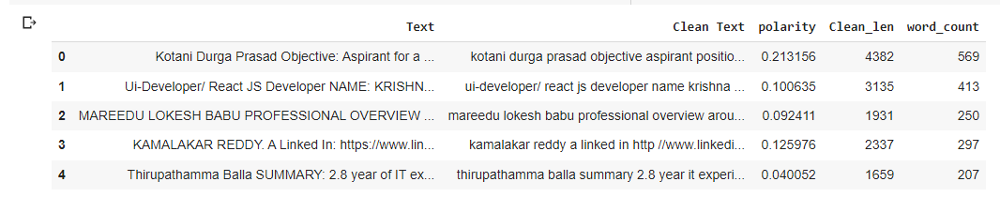 Text Clean Text polarity Clean_len word_count
0 Kotani Durga Prasad Objective: Aspirant for a ... kotani durga prasad objective aspirant positio... 0.213156 4382 569
1 Ui-Developer/ React JS Developer NAME: KRISHN... ui-developer/ react js developer name krishna ... 0.100635 3135 413
2 MAREEDU LOKESH BABU PROFESSIONAL OVERVIEW ... mareedu lokesh babu professional overview arou... 0.092411 1931 250
3 KAMALAKAR REDDY. A Linked In: https://www.lin... kamalakar reddy a linked in http //www.linkedi... 0.125976 2337 297
4 Thirupathamma Balla SUMMARY: 2.8 year of IT ex... thirupathamma balla summary 2.8 year it experi... 0.040052 1659 207